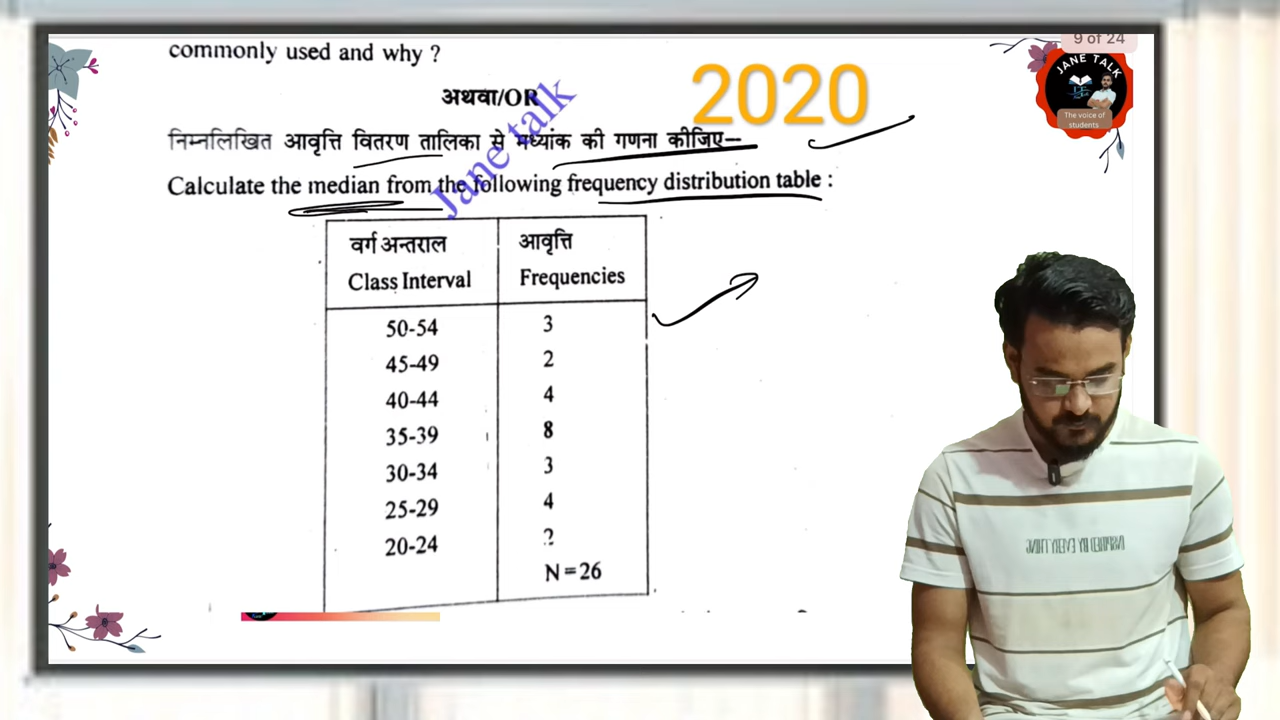 commonly used and why ?
अथवा/OR
2020
निम्नलिखित आवृत्ति वितरण तालिका से मध्यांक की गणना कीजिए—
Calculate the median from the following frequency distribution table :
Jane talk
वर्ग अन्तराल आवृत्ति
Class Interval Frequencies
50-54 3
45-49 2
40-44 4
35-39 8
30-34 3
25-29 4
20-24 2
N = 26
9 of 24
JANE TALK
The voice of
students